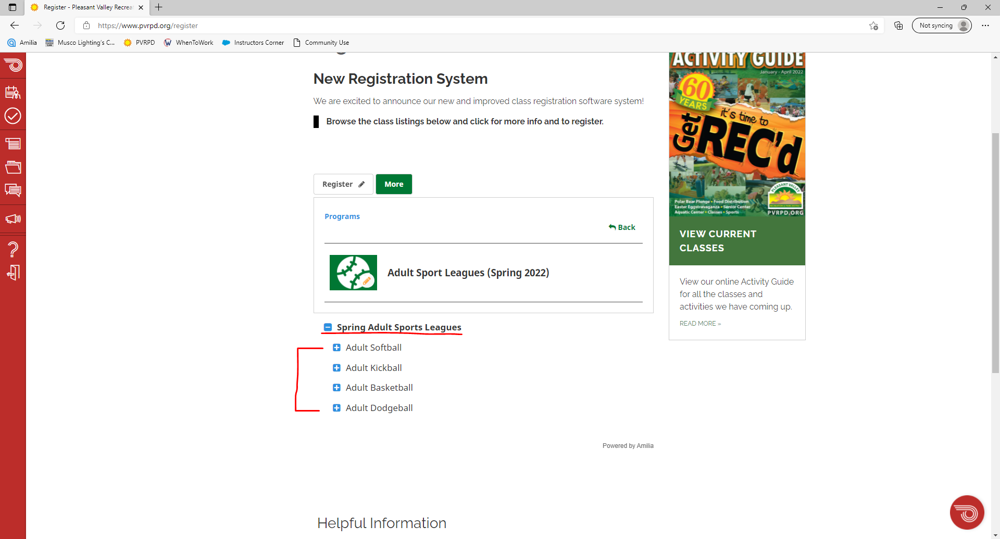 Register - Pleasant Valley Recrea
https://www.pvrpd.org/register
Not syncing
Amilia
Musco Lighting's C...
PVRPD
WhenToWork
Instructors Corner
Community Use
New Registration System
We are excited to announce our new and improved class registration software system!
Browse the class listings below and click for more info and to register.
Register
More
Programs
Back
Adult Sport Leagues (Spring 2022)
Spring Adult Sports Leagues
Adult Softball
Adult Kickball
Adult Basketball
Adult Dodgeball
Powered by Amilia
Helpful Information
ACTIVITY GUIDE
January - April 2022
60
YEARS
it's time to
Get
REC'd
PLEASANT VALLEY
Polar Bear Plunge • Food Distribution
Easter Eggstravaganza • Senior Center
Aquatic Center • Classes • Sports
PVRPD.ORG
VIEW CURRENT
CLASSES
View our online Activity Guide
for all the classes and
activities we have coming up.
READ MORE »